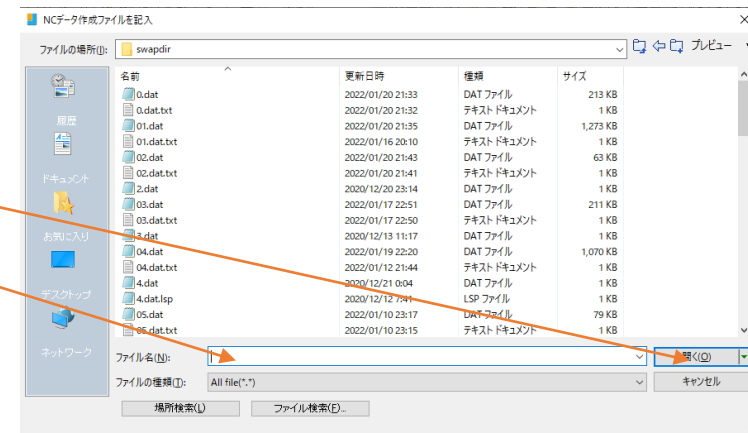 NCデータ作成ファイルを記入
ファイルの場所(I): swapdir プレビュー
名前 更新日時 種類 サイズ
0.dat 2022/01/20 21:33 DAT ファイル 213 KB
0.dat.txt 2022/01/20 21:32 テキスト ドキュメント 1 KB
01.dat 2022/01/20 21:35 DAT ファイル 1,273 KB
01.dat.txt 2022/01/16 20:10 テキスト ドキュメント 1 KB
02.dat 2022/01/20 21:43 DAT ファイル 63 KB
02.dat.txt 2022/01/20 21:41 テキスト ドキュメント 1 KB
2.dat 2020/12/20 23:14 DAT ファイル 1 KB
03.dat 2022/01/17 22:51 DAT ファイル 211 KB
03.dat.txt 2022/01/17 22:50 テキスト ドキュメント 1 KB
3.dat 2020/12/13 11:17 DAT ファイル 1 KB
04.dat 2022/01/19 22:20 DAT ファイル 1,070 KB
04.dat.txt 2022/01/12 21:44 テキスト ドキュメント 1 KB
4.dat 2020/12/21 0:04 DAT ファイル 1 KB
4.dat.lsp 2020/12/12 7:41 LSP ファイル 1 KB
05.dat 2022/01/10 23:17 DAT ファイル 79 KB
05.dat.txt 2022/01/10 23:15 テキスト ドキュメント 1 KB
履歴
ドキュメント
お気に入り
デスクトップ
ネットワーク
ファイル名(N): 開く(O)
ファイルの種類(T): All file(*.*) キャンセル
場所検索(L) ファイル検索(F)...